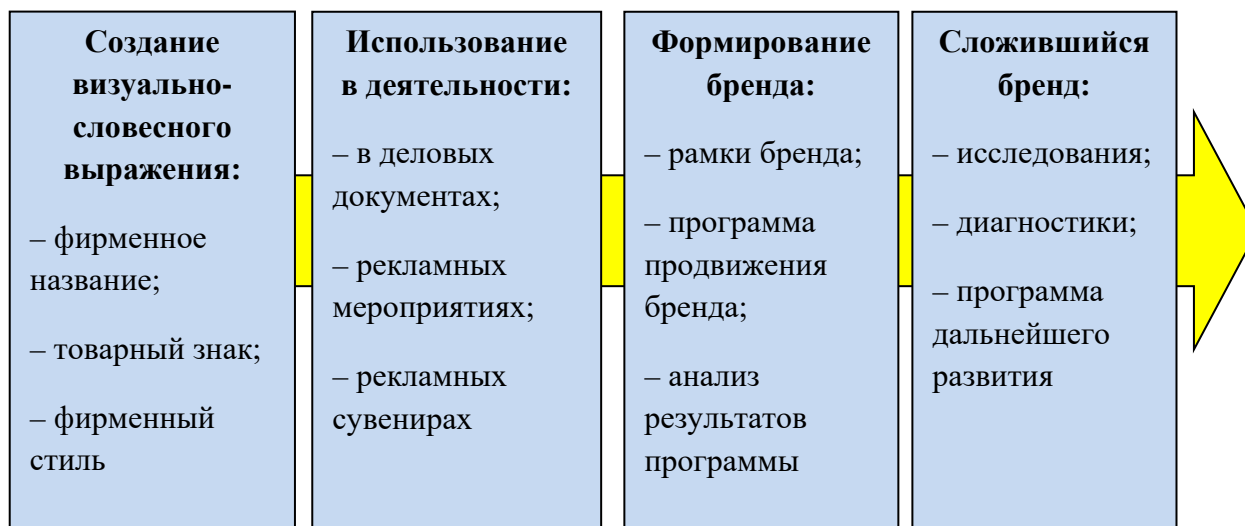 Создание
визуально-
словесного
выражения:
– фирменное
название;
– товарный знак;
– фирменный
стиль
Использование
в деятельности:
– в деловых
документах;
– рекламных
мероприятиях;
– рекламных
сувенирах
Формирование
бренда:
– рамки бренда;
– программа
продвижения
бренда;
– анализ
результатов
программы
Сложившийся
бренд:
– исследования;
– диагностики;
– программа
дальнейшего
развития